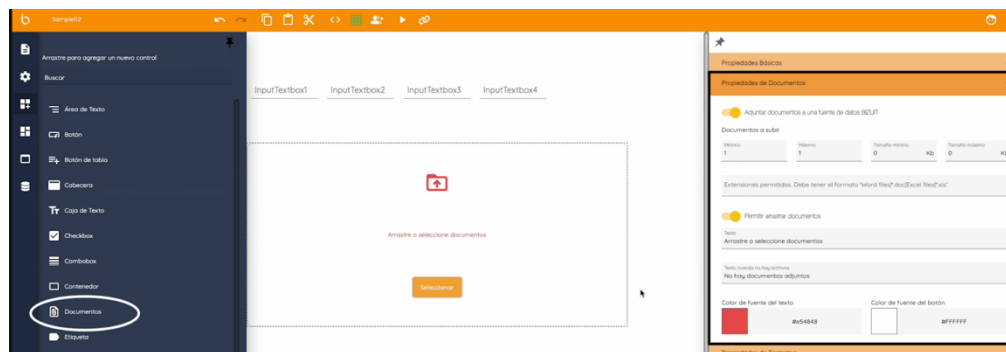 Sample02
Arrastre para agregar un nuevo control
Buscar
Área de Texto
Botón
Botón de tabla
Cabecera
Caja de Texto
Checkbox
Combobox
Contenedor
Documentos
Etiqueta
InputTextbox1 InputTextbox2 InputTextbox3 InputTextbox4
Arrastre o seleccione documentos
Seleccionar
Propiedades Básicas
Propiedades de Documentos
Adjuntar documentos a una fuente de datos BIZUIT
Documentos a subir
Mínimo Máximo Tamaño mínimo Tamaño máximo
1 1 0 Kb 0
Extensiones permitidas. Debe tener el formato "Word files|*.doc|Excel files|*.xls"
Permitir arrastrar documentos
Texto
Arrastre o seleccione documentos
Texto cuando no hay archivos
No hay documentos adjuntos
Color de fuente del texto Color de fuente del botón
#e54848 #FFFFFF